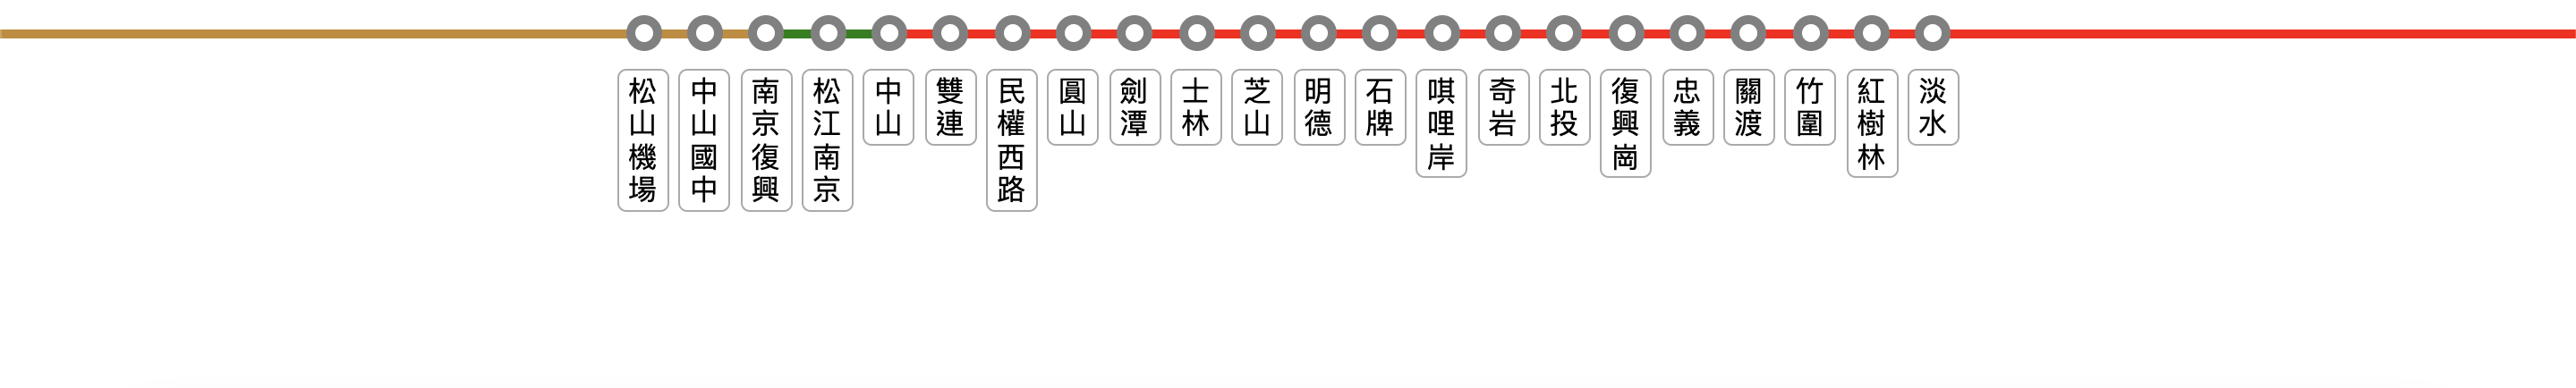 松山機場
中山國中
南京復興
松江南京
中山
雙連
民權西路
圓山
劍潭
士林
芝山
明德
石牌
唭哩岸
奇岩
北投
復興崗
忠義
關渡
竹圍
紅樹林
淡水